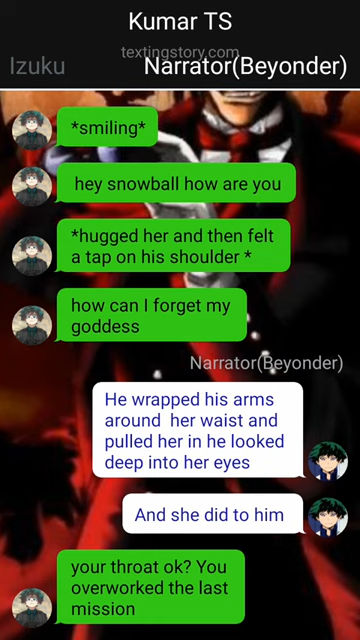 Kumar TS
textingstory.com
Izuku
Narrator(Beyonder)
*smiling*
hey snowball how are you
*hugged her and then felt
a tap on his shoulder *
how can I forget my
goddess
Narrator(Beyonder)
He wrapped his arms
around  her waist and
pulled her in he looked
deep into her eyes
And she did to him
your throat ok? You
overworked the last
mission